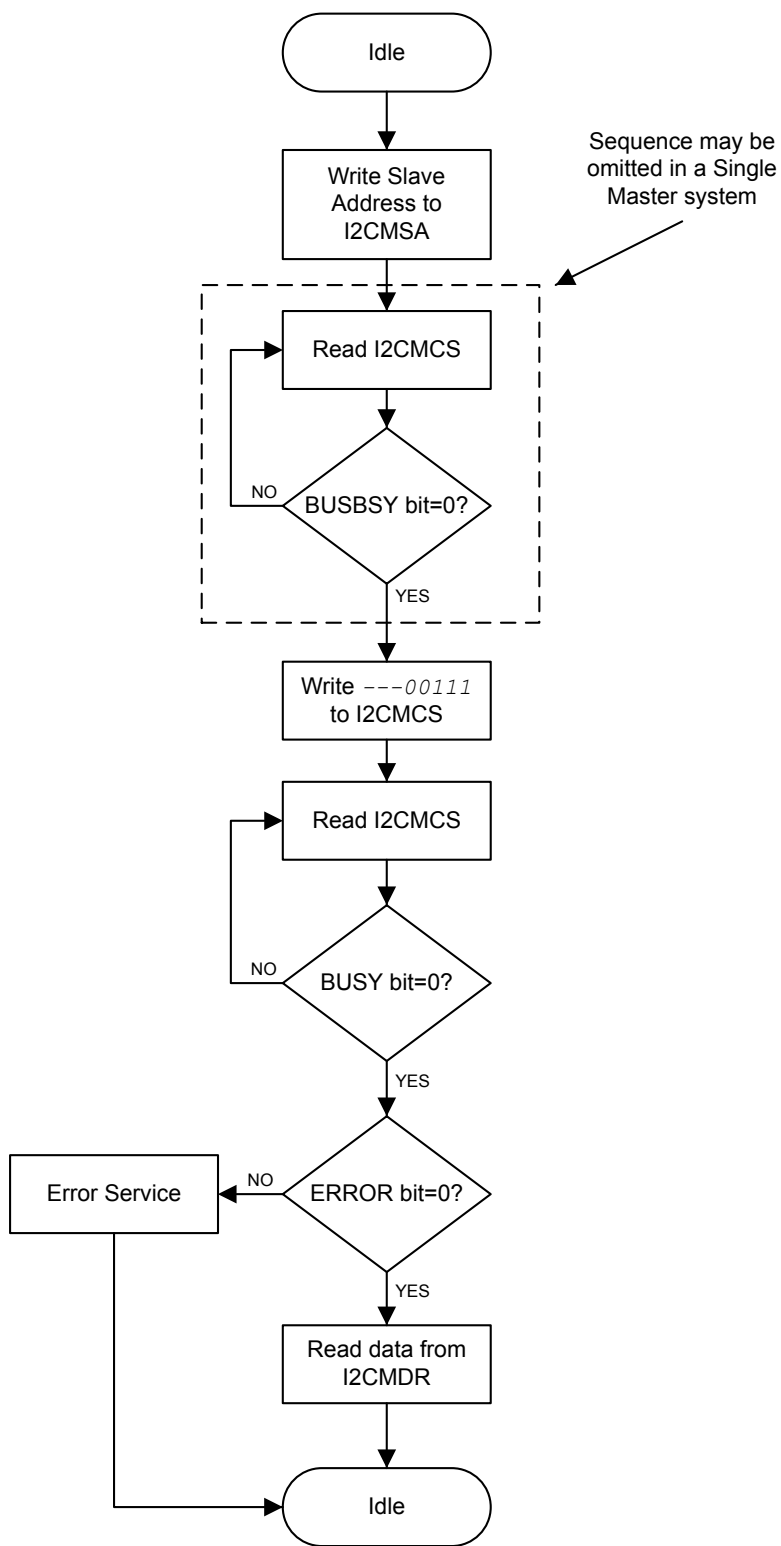 Idle
Sequence may be
omitted in a Single
Master system
Write Slave
Address to
I2CMSA
Read I2CMCS
NO
BUSBSY bit=0?
YES
Write ---00111
to I2CMCS
Read I2CMCS
NO
BUSY bit=0?
YES
Error Service
NO
ERROR bit=0?
YES
Read data from
I2CMDR
Idle